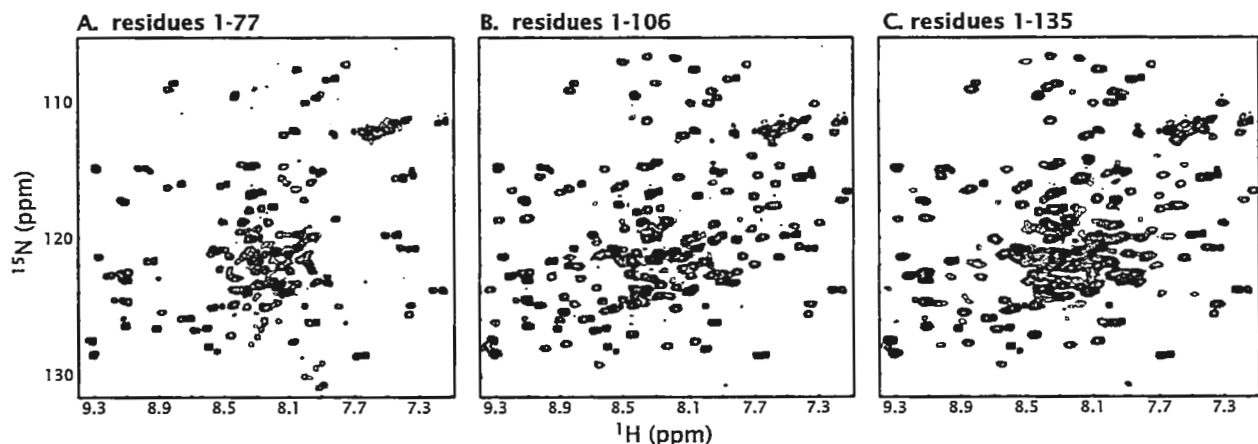 A. residues 1-77
B. residues 1-106
C. residues 1-135
110
120
130
¹⁵N (ppm)
9.3 8.9 8.5 8.1 7.7 7.3
9.3 8.9 8.5 8.1 7.7 7.3
9.3 8.9 8.5 8.1 7.7 7.3
¹H (ppm)